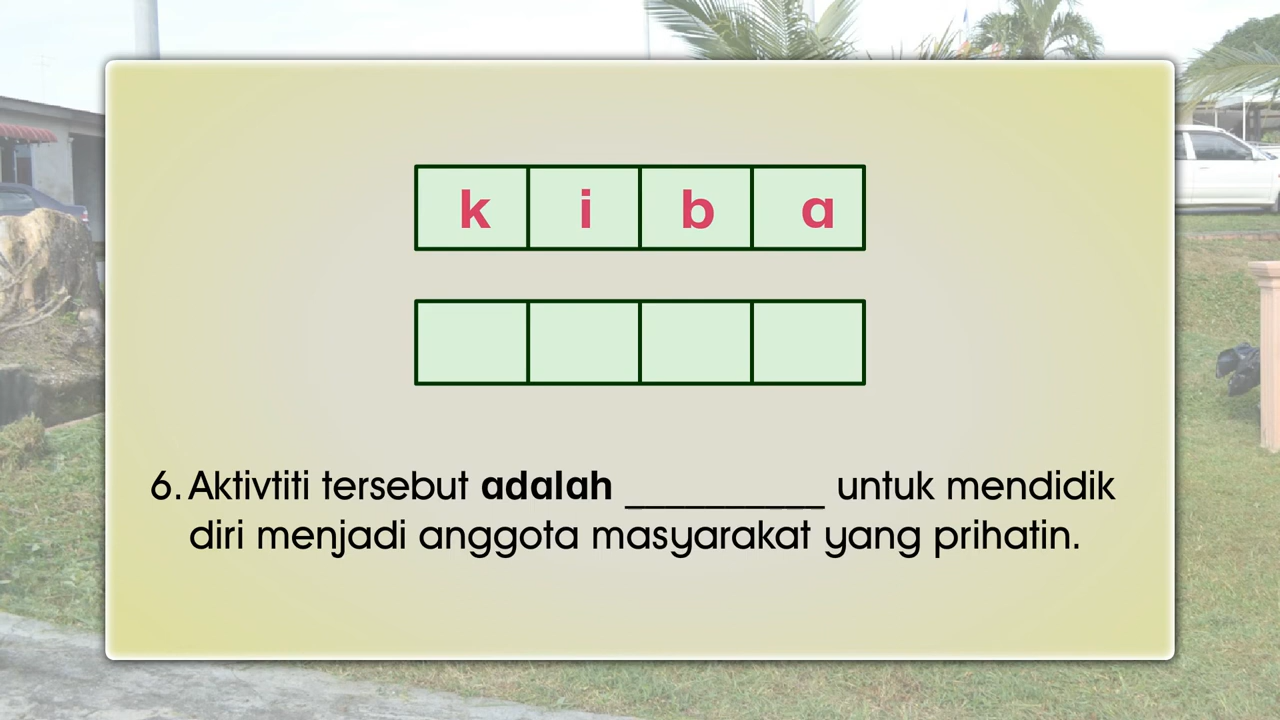 k i b a
6. Aktivtiti tersebut adalah __________ untuk mendidik
diri menjadi anggota masyarakat yang prihatin.